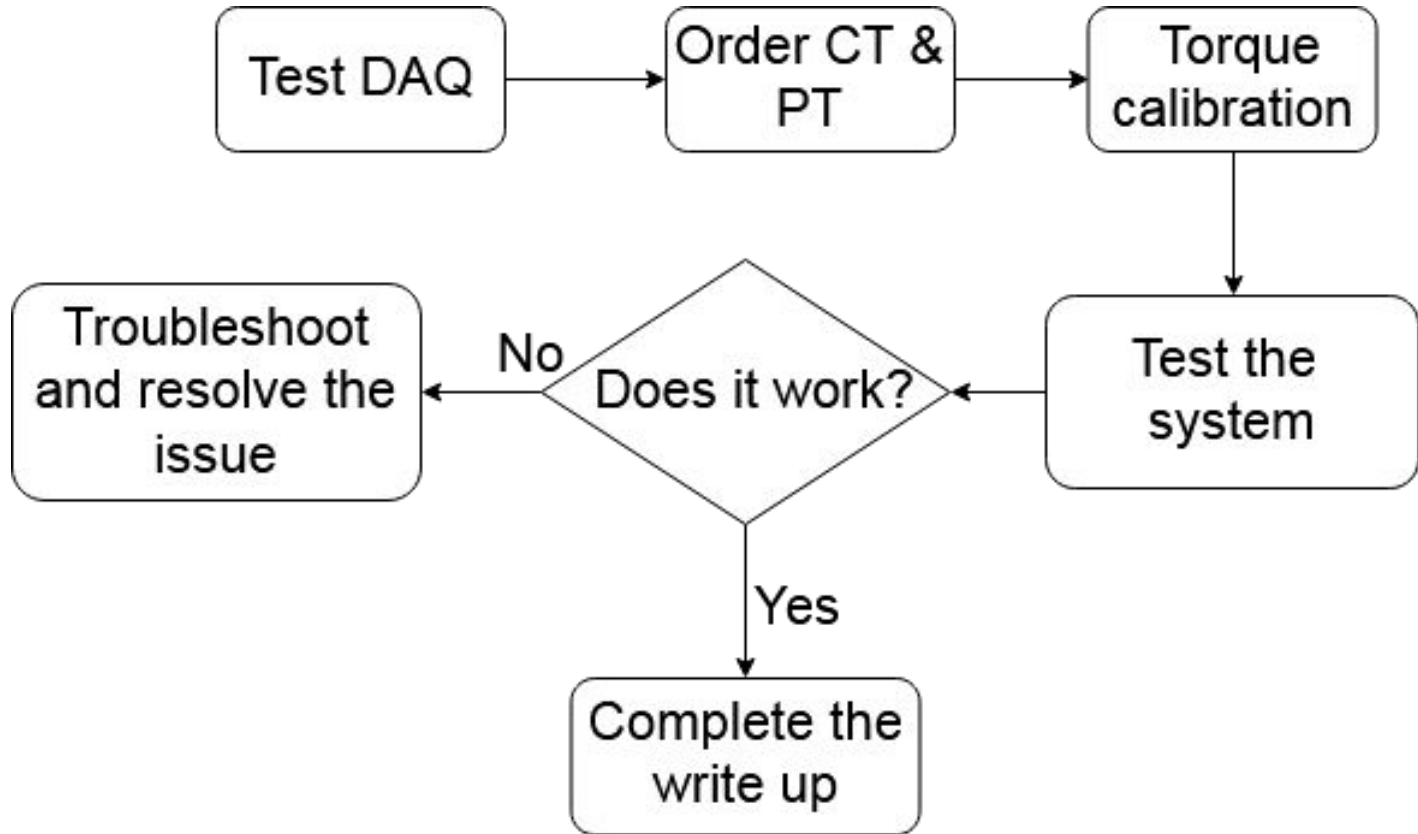 Test DAQ
Order CT &
PT
Torque
calibration
Troubleshoot
and resolve the
issue
No
Does it work?
Test the
system
Yes
Complete the
write up